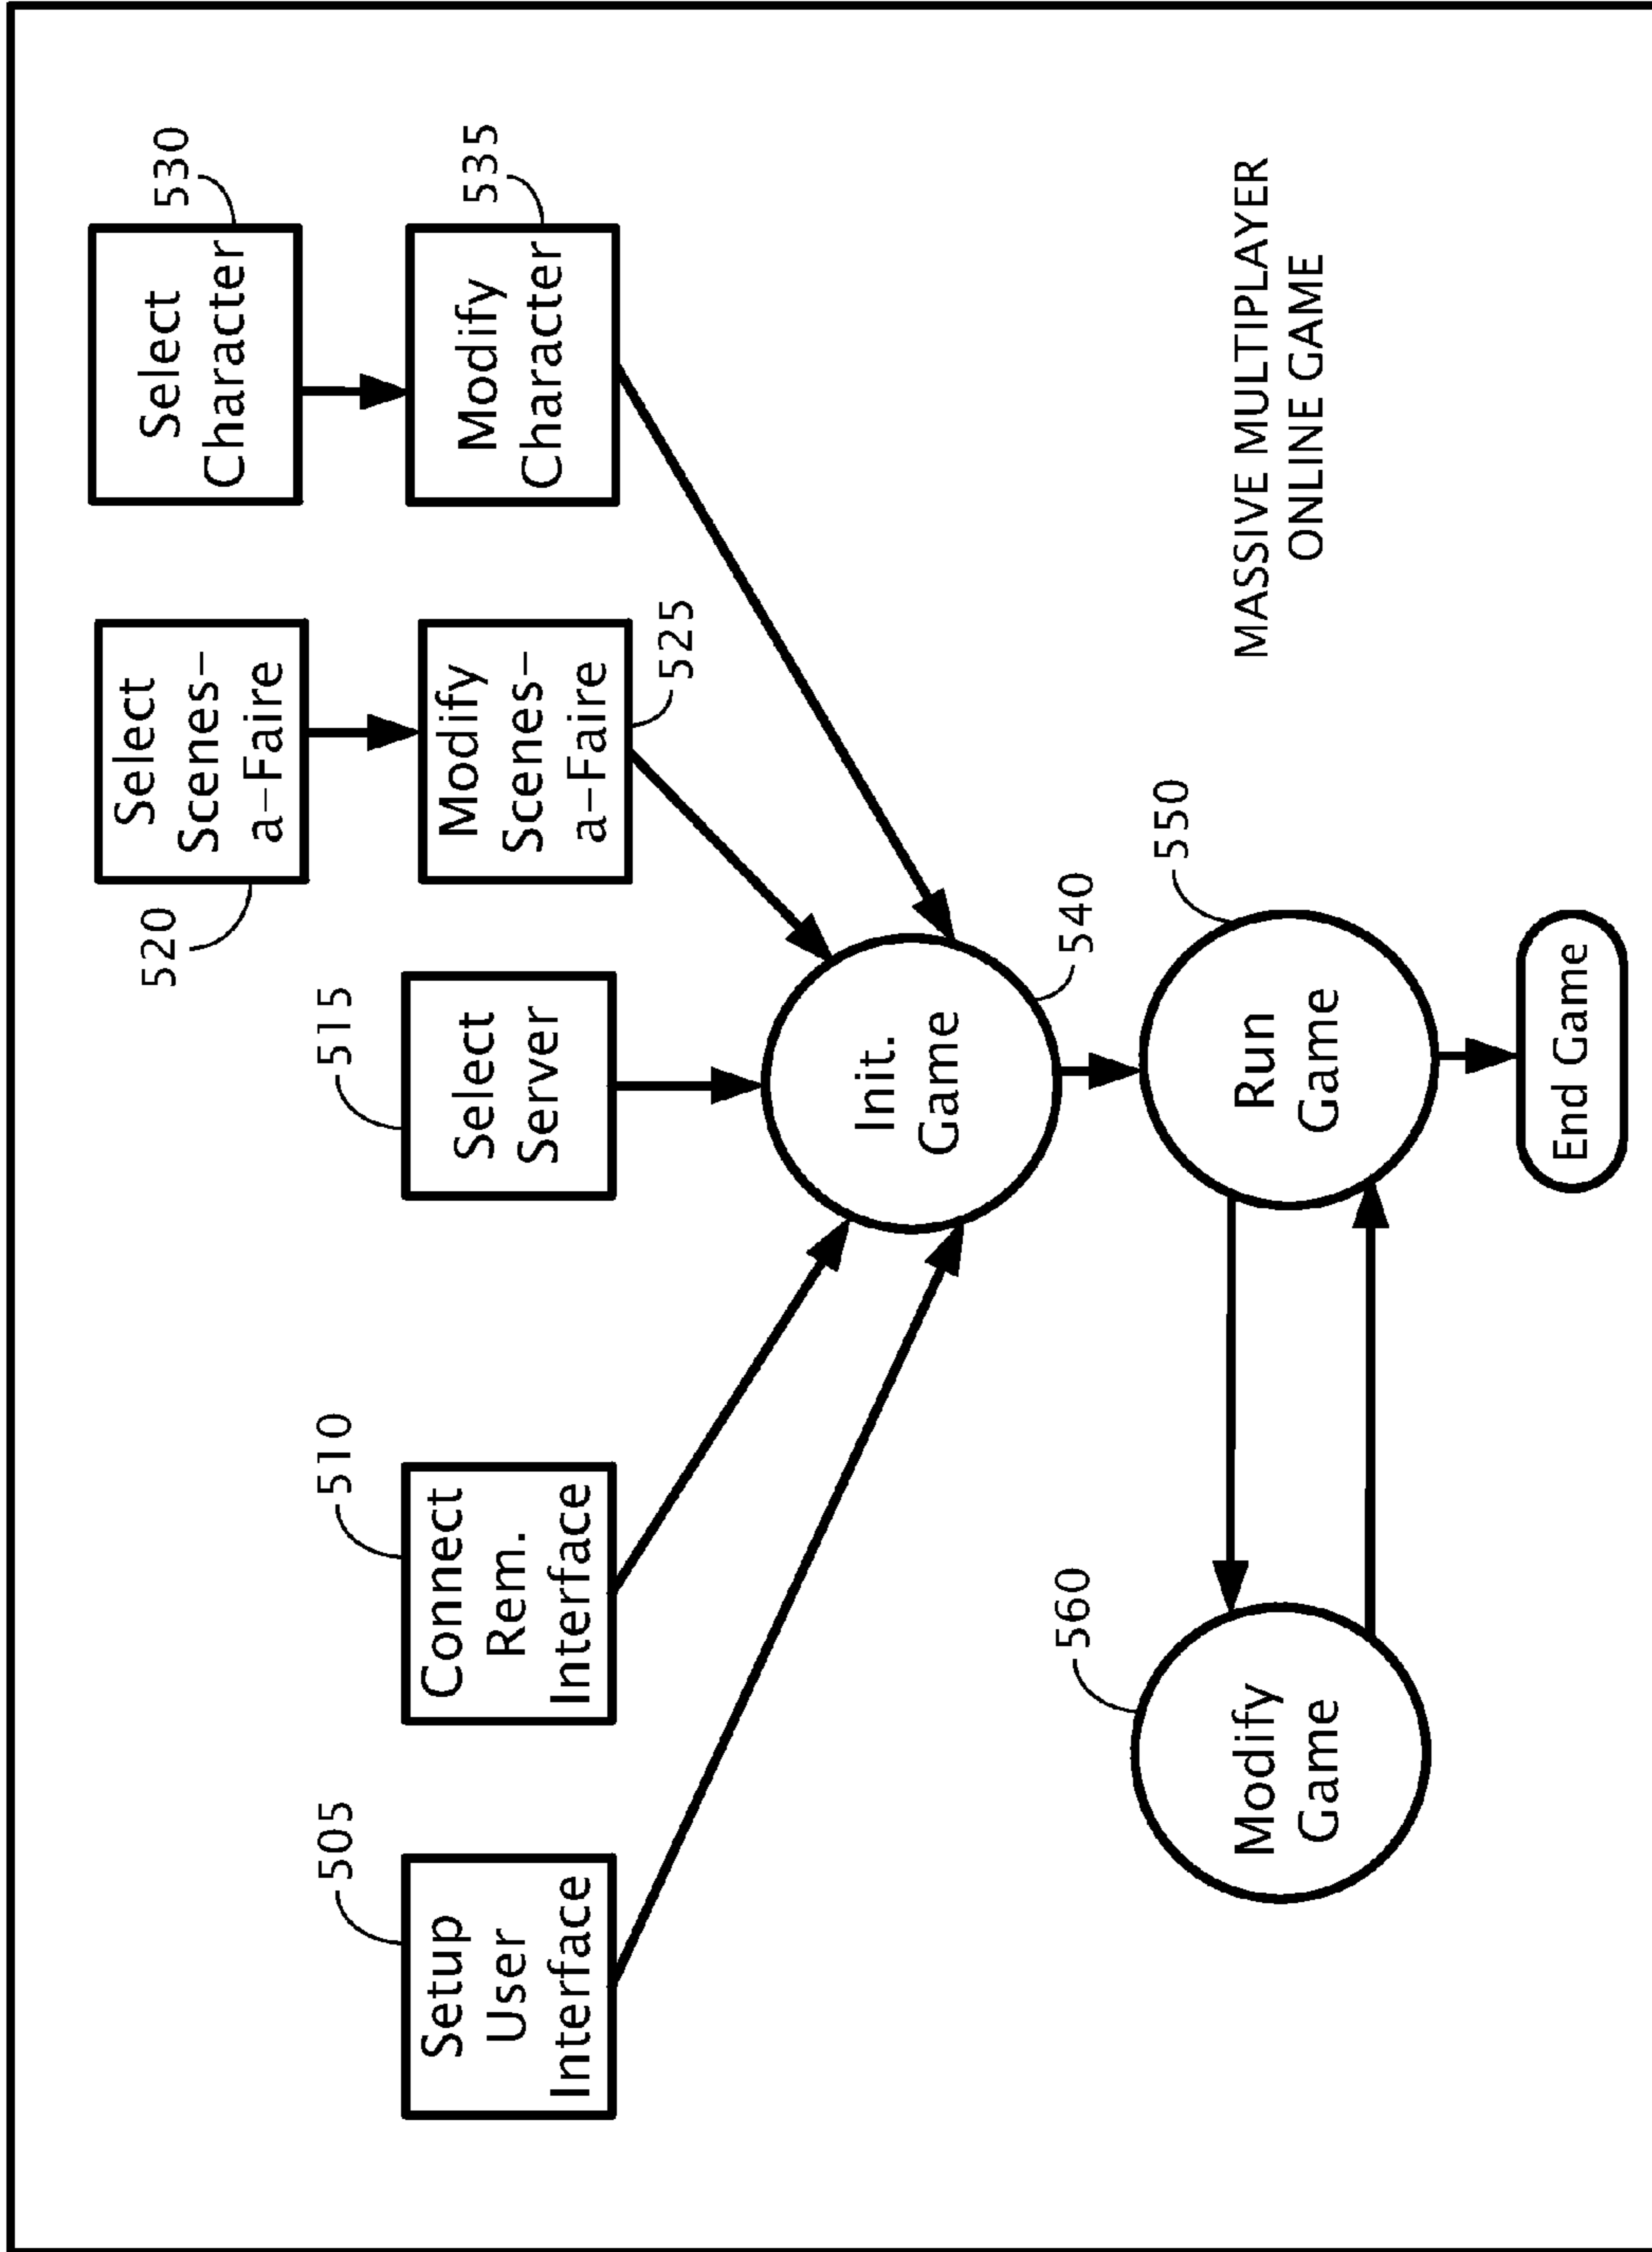 530
Select
Character
520
Select
Scenes-
a-Faire
505
Setup
User
Interface
510
Connect
Rem.
Interface
515
Select
Server
Modify
Scenes-
a-Faire
525
535
Modify
Character
Init.
Game
540
560
Modify
Game
550
Run
Game
MASSIVE MULTIPLAYER
ONLINE GAME
End Game